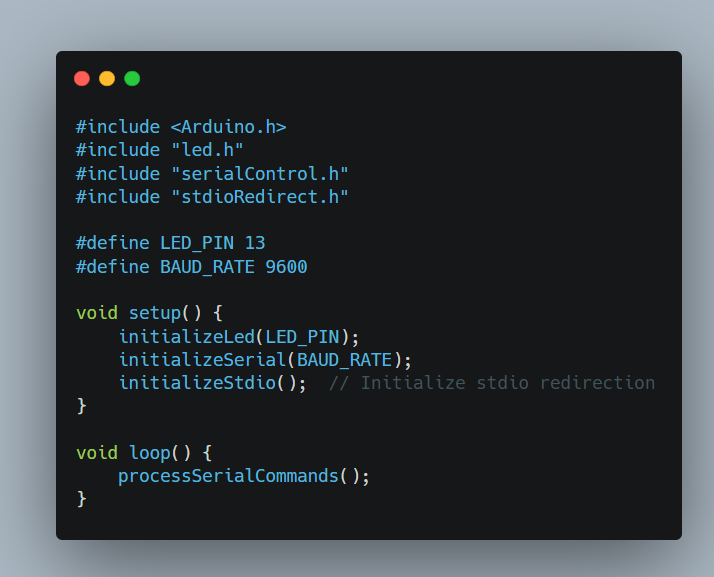 #include <Arduino.h>
#include "led.h"
#include "serialControl.h"
#include "stdioRedirect.h"
#define LED_PIN 13
#define BAUD_RATE 9600
void setup() {
    initializeLed(LED_PIN);
    initializeSerial(BAUD_RATE);
    initializeStdio();  // Initialize stdio redirection
}
void loop() {
    processSerialCommands();
}